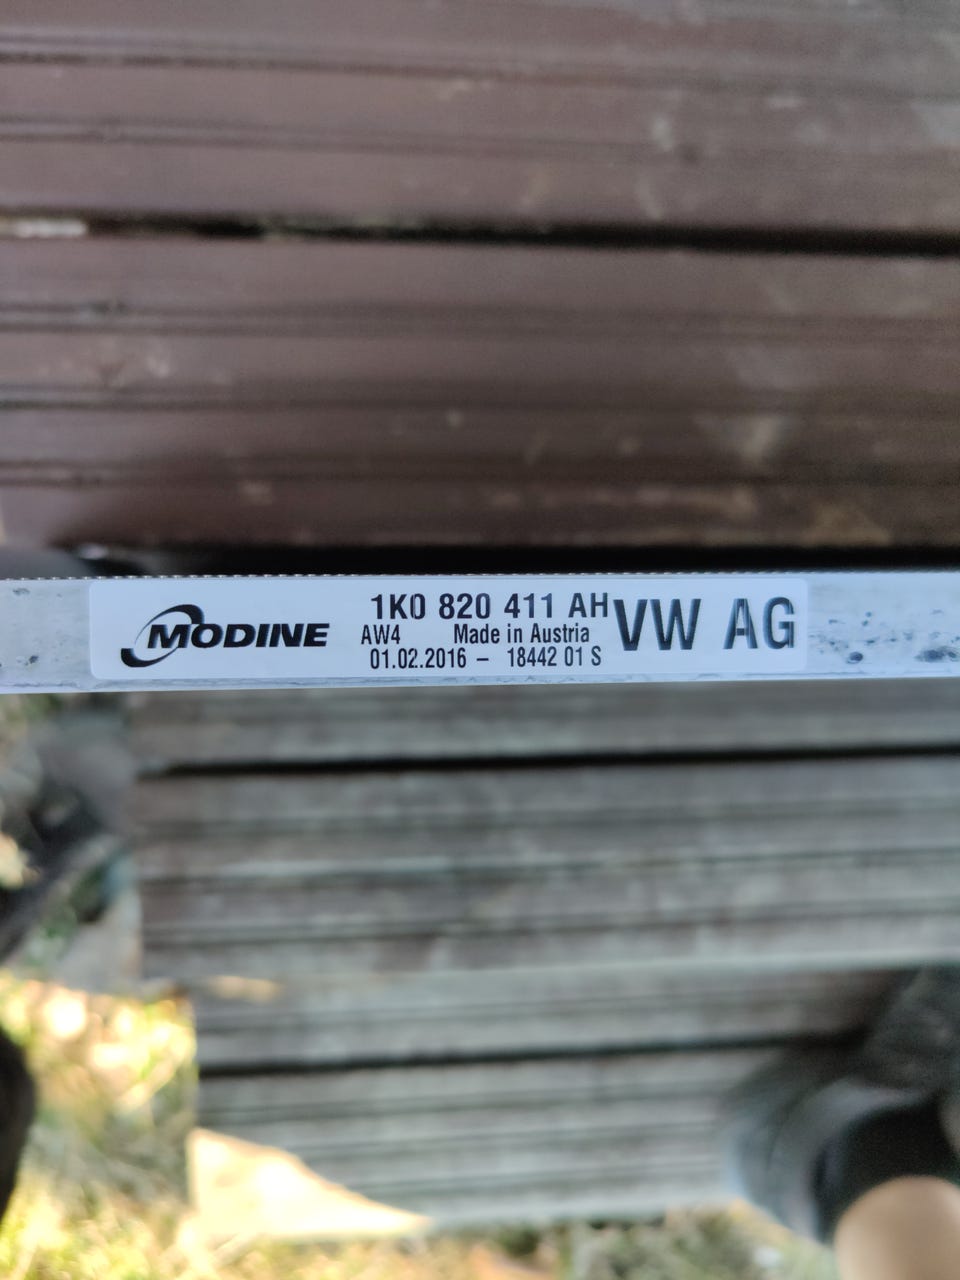 MODINE
1K0 820 411 AH
AW4 Made in Austria
01.02.2016 – 18442 01 S
VW AG